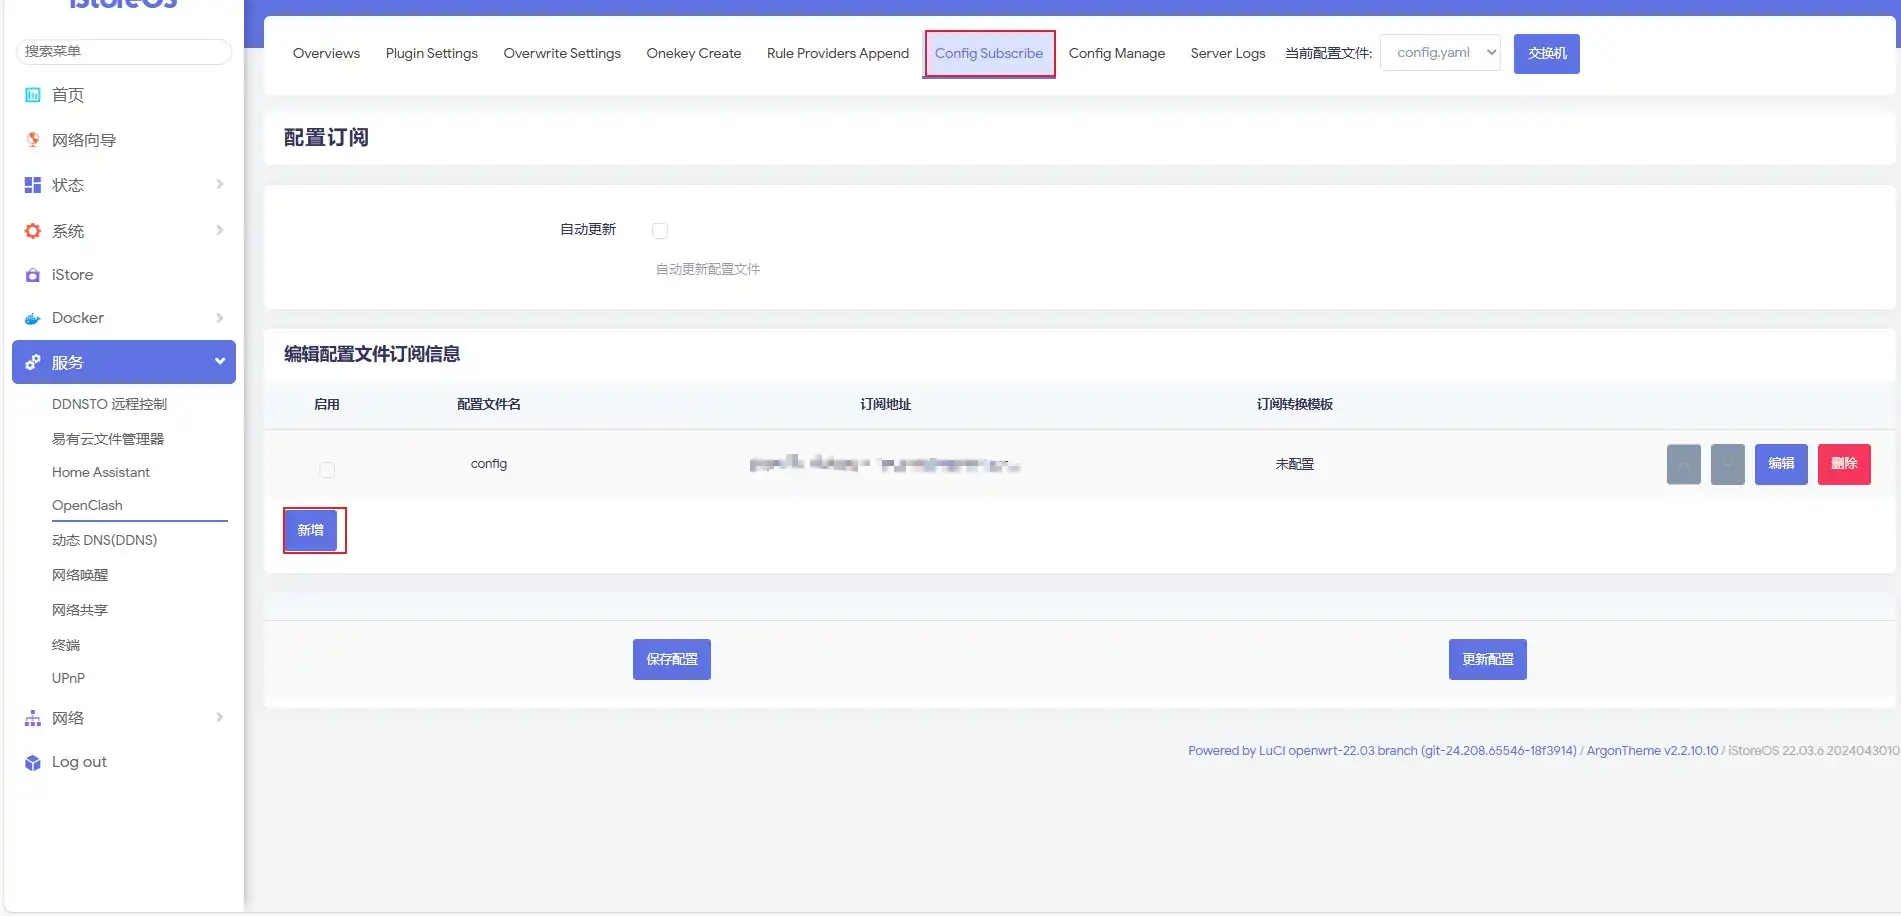 iStoreOS
搜索菜单
首页
网络向导
状态
系统
iStore
Docker
服务
DDNSTO 远程控制
易有云文件管理器
Home Assistant
OpenClash
动态 DNS(DDNS)
网络唤醒
网络共享
终端
UPnP
网络
Log out
Overviews Plugin Settings Overwrite Settings Onekey Create Rule Providers Append Config Subscribe Config Manage Server Logs 当前配置文件: config.yaml 交换机
配置订阅
自动更新
自动更新配置文件
编辑配置文件订阅信息
启用 配置文件名 订阅地址 订阅转换模板
config 未配置 编辑 删除
新增
保存配置 更新配置
Powered by LuCI openwrt-22.03 branch (git-24.208.65546-18f3914) / ArgonTheme v2.2.10.10 / iStoreOS 22.03.6 2024043010